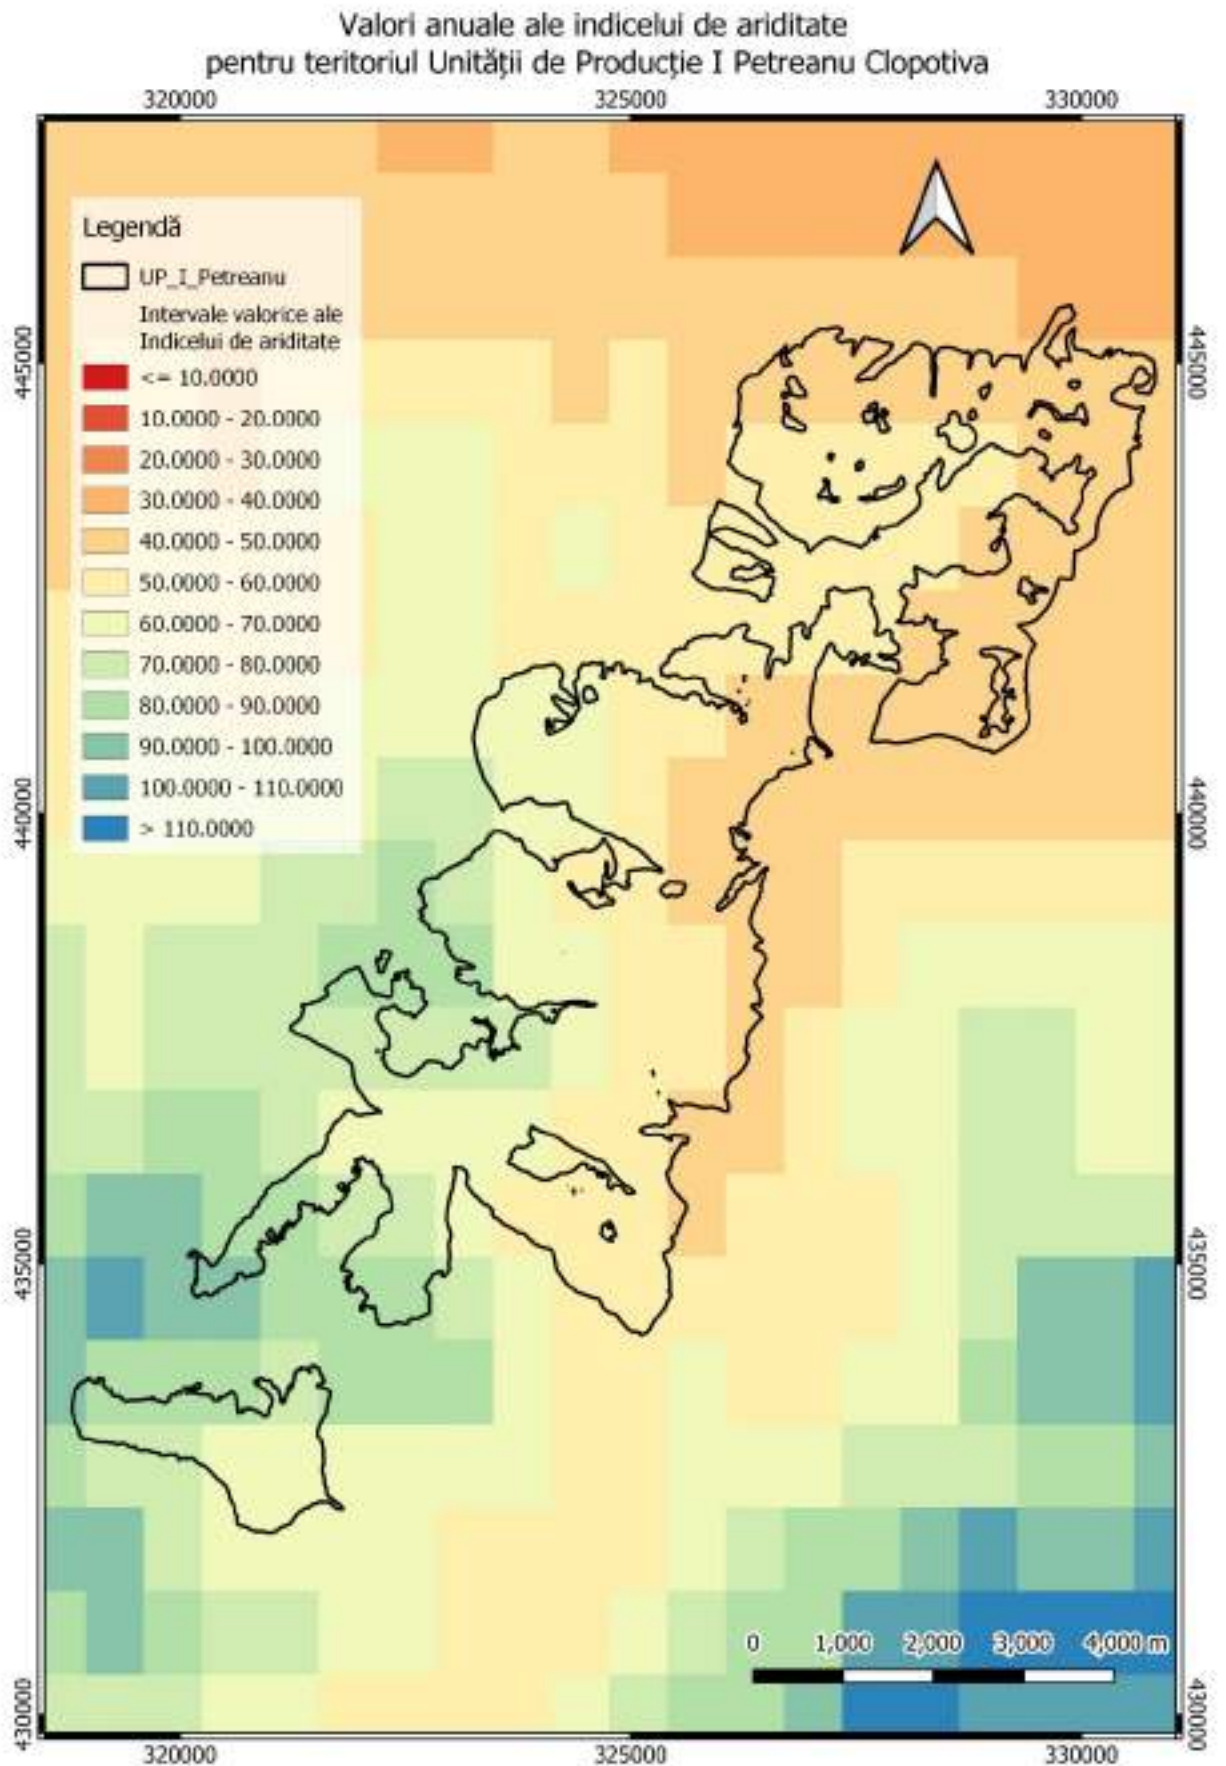 Valori anuale ale indicelui de ariditate
pentru teritoriul Unității de Producție I Petreanu Clopotiva
320000 325000 330000
Legendă
UP_I_Petreanu
Intervale valorice ale
Indicelui de ariditate
<= 10.0000
10.0000 - 20.0000
20.0000 - 30.0000
30.0000 - 40.0000
40.0000 - 50.0000
50.0000 - 60.0000
60.0000 - 70.0000
70.0000 - 80.0000
80.0000 - 90.0000
90.0000 - 100.0000
100.0000 - 110.0000
> 110.0000
445000 445000
440000 440000
435000 435000
430000 430000
0 1,000 2,000 3,000 4,000 m
320000 325000 330000